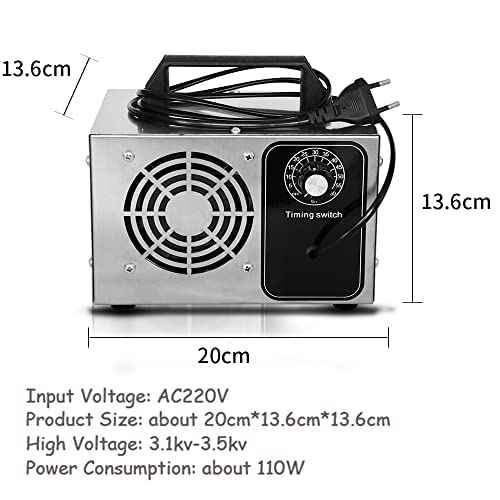 13.6cm
Timing switch
13.6cm
20cm
Input Voltage: AC220V
Product Size: about 20cm*13.6cm*13.6cm
High Voltage: 3.1kv-3.5kv
Power Consumption: about 110W